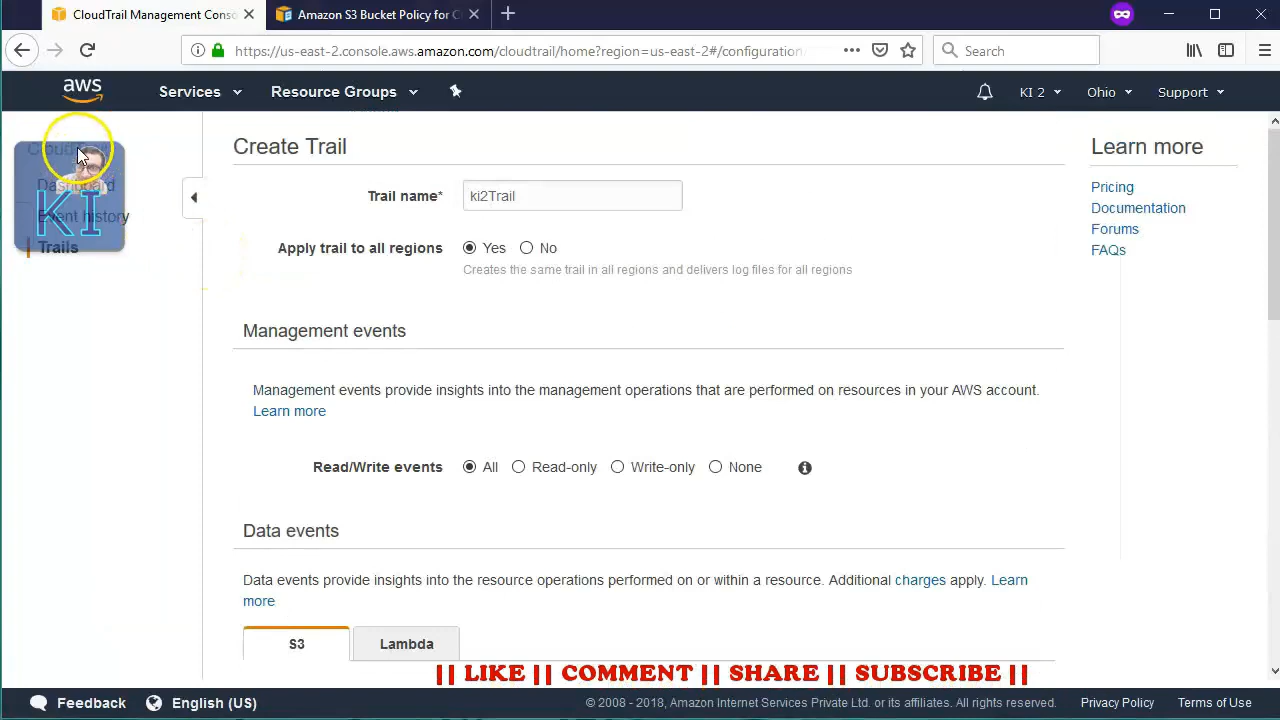 CloudTrail Management Conso
Amazon S3 Bucket Policy for C
https://us-east-2.console.aws.amazon.com/cloudtrail/home?region=us-east-2#/configuration
Search
aws
Services
Resource Groups
KI 2
Ohio
Support
Dashboard
Event history
KI
Trails
Create Trail
Trail name*
ki2Trail
Apply trail to all regions
Yes
No
Creates the same trail in all regions and delivers log files for all regions
Management events
Management events provide insights into the management operations that are performed on resources in your AWS account.
Learn more
Read/Write events
All
Read-only
Write-only
None
Data events
Data events provide insights into the resource operations performed on or within a resource. Additional charges apply. Learn
more
S3
Lambda
Learn more
Pricing
Documentation
Forums
FAQs
|| LIKE || COMMENT || SHARE || SUBSCRIBE ||
Feedback
English (US)
© 2008 - 2018, Amazon Internet Services Private Ltd. or its affiliates. All rights reserved.
Privacy Policy
Terms of Use